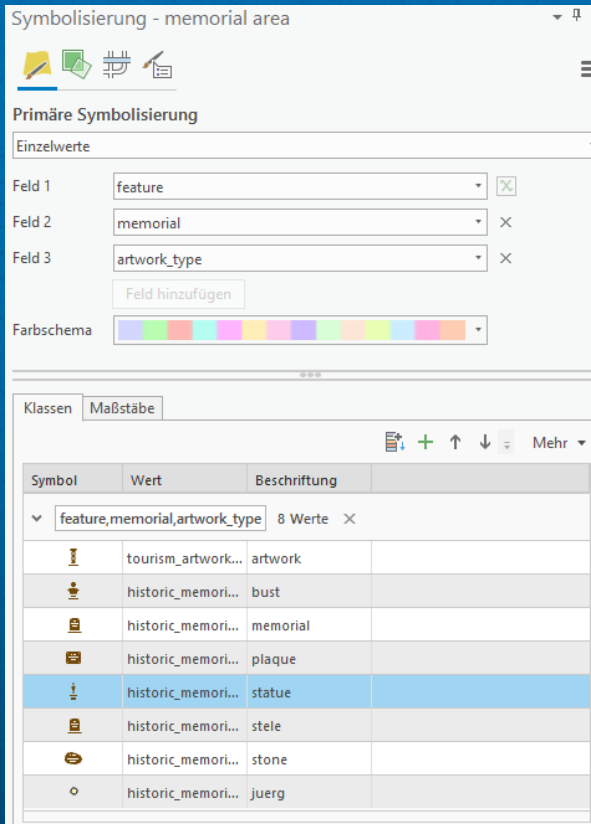 Symbolisierung - memorial area
Primäre Symbolisierung
Einzelwerte
Feld 1 feature
Feld 2 memorial
Feld 3 artwork_type
Feld hinzufügen
Farbschema
Klassen Maßstäbe
Mehr
Symbol Wert Beschriftung
feature,memorial,artwork_type 8 Werte
tourism_artwork... artwork
historic_memori... bust
historic_memori... memorial
historic_memori... plaque
historic_memori... statue
historic_memori... stele
historic_memori... stone
historic_memori... juerg